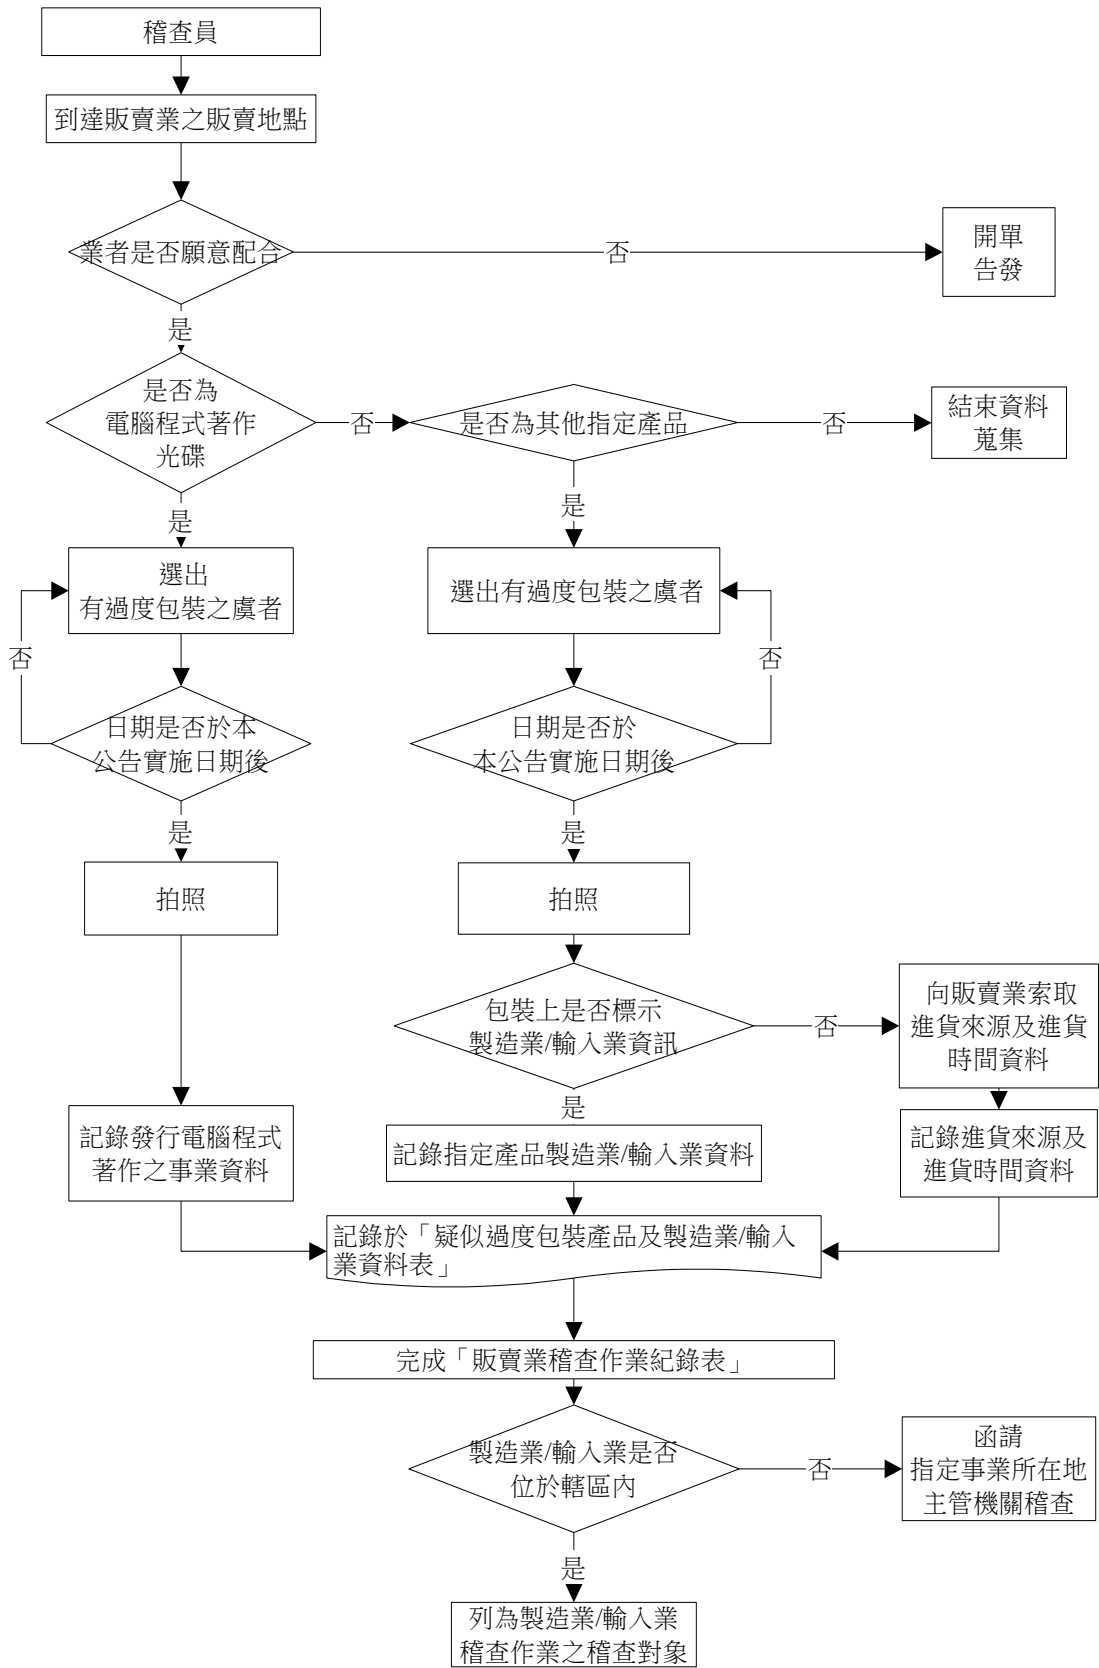 稽查員
到達販賣業之販賣地點
業者是否願意配合
否
開單
告發
是
是否為
電腦程式著作
光碟
否
是否為其他指定產品
否
結束資料
蒐集
是
是
選出
有過度包裝之虞者
選出有過度包裝之虞者
否
否
日期是否於本
公告實施日期後
日期是否於
本公告實施日期後
是
是
拍照
拍照
包裝上是否標示
製造業/輸入業資訊
否
向販賣業索取
進貨來源及進貨
時間資料
是
記錄發行電腦程式
著作之事業資料
記錄指定產品製造業/輸入業資料
記錄進貨來源及
進貨時間資料
記錄於「疑似過度包裝產品及製造業/輸入
業資料表」
完成「販賣業稽查作業紀錄表」
製造業/輸入業是否
位於轄區內
否
函請
指定事業所在地
主管機關稽查
是
列為製造業/輸入業
稽查作業之稽查對象